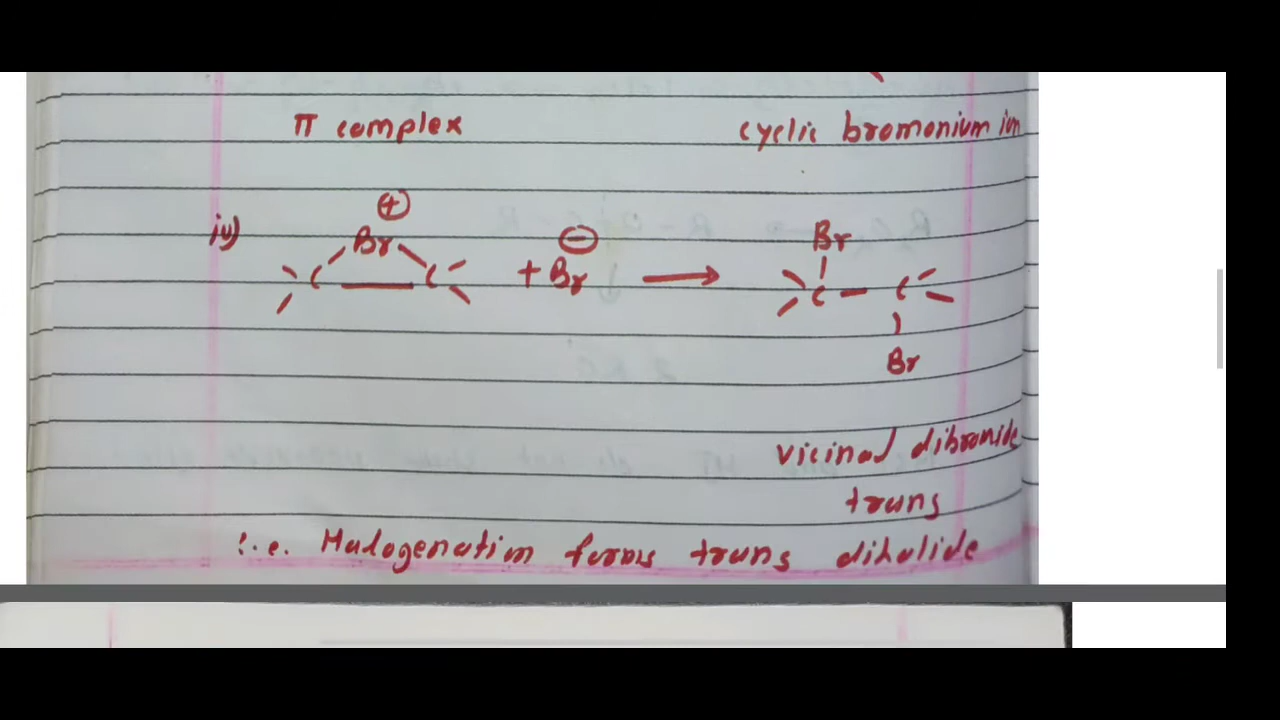 π complex cyclic bromonium ion
iv)
⊕
Br
C C
+ Br
⊖
→
Br
C - C
Br
vicinal dibromide
trans
i.e. Halogenation forms trans dihalide